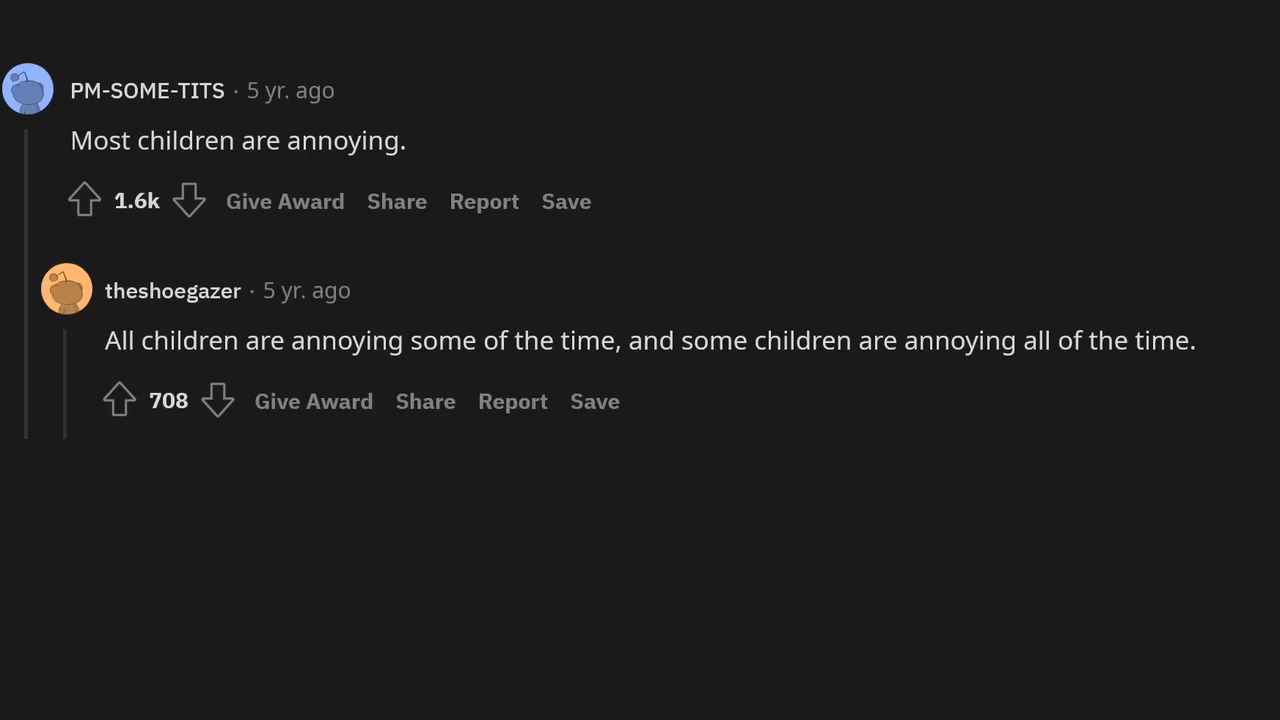 PM-SOME-TITS · 5 yr. ago
Most children are annoying.
1.6k Give Award Share Report Save
theshoegazer · 5 yr. ago
All children are annoying some of the time, and some children are annoying all of the time.
708 Give Award Share Report Save